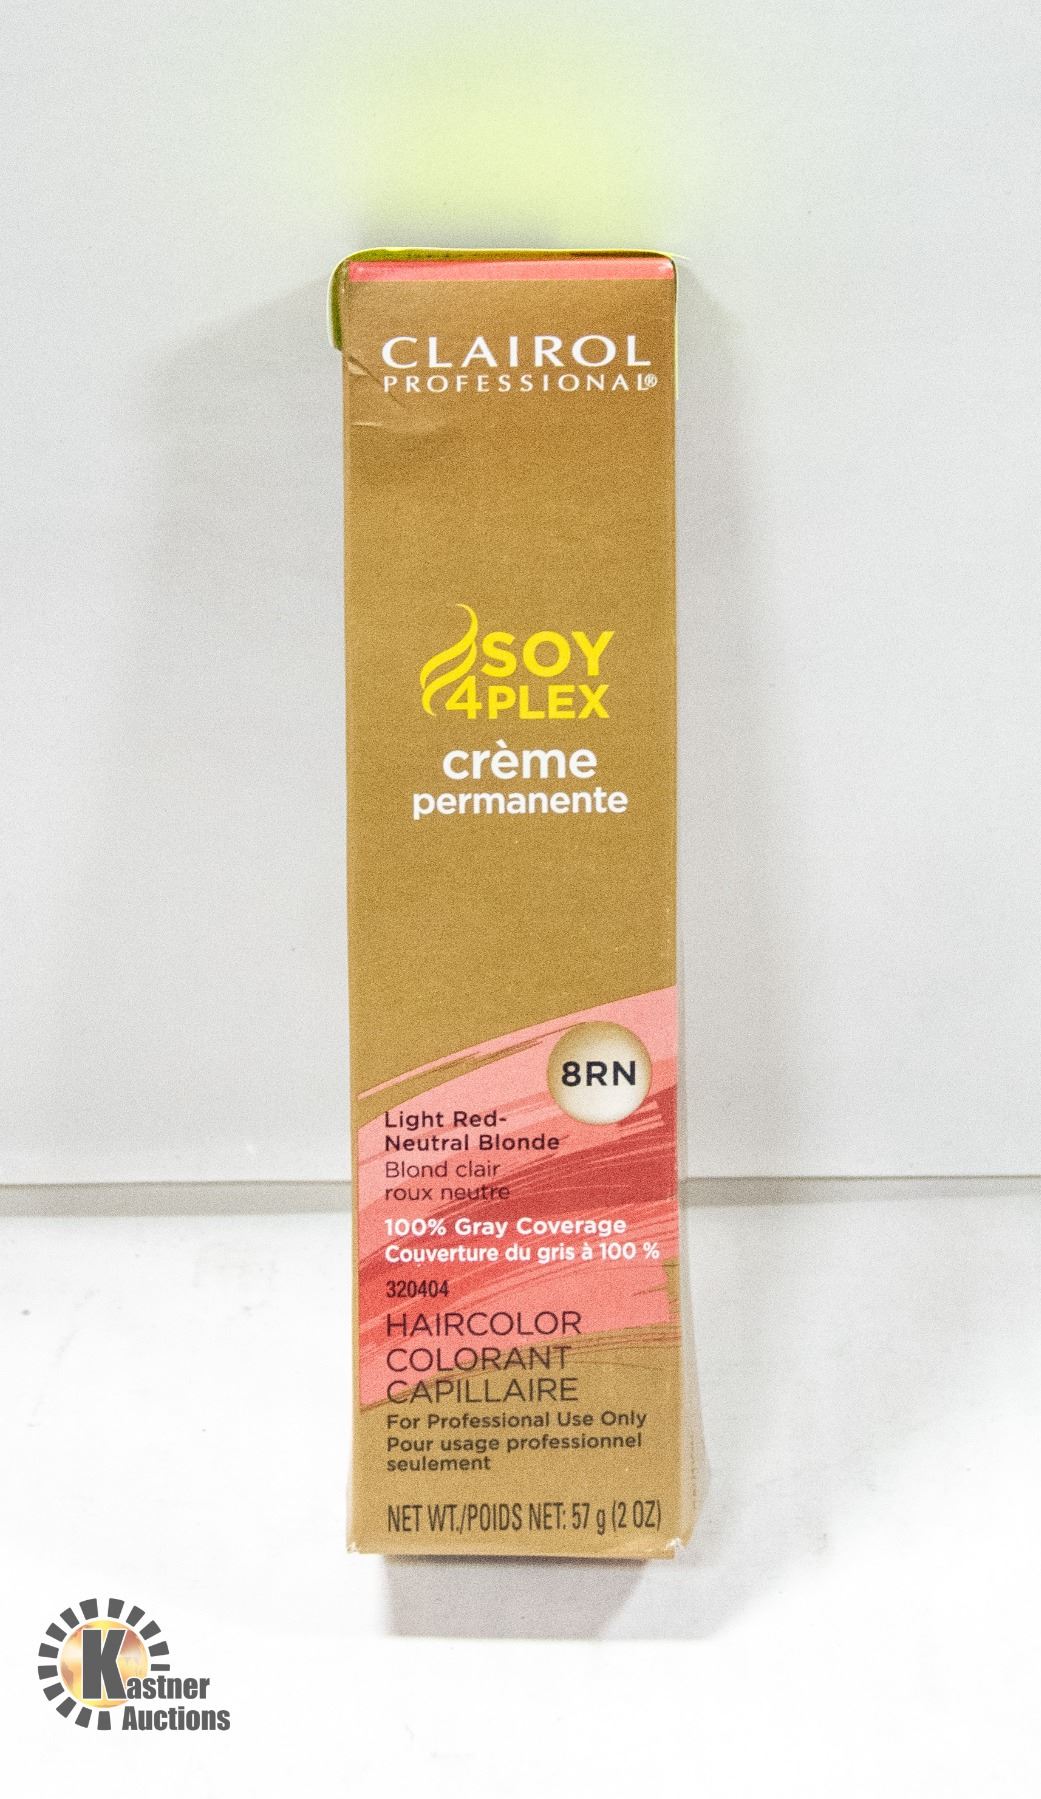 CLAIROL
PROFESSIONAL®
SOY
4PLEX
crème
permanente
8RN
Light Red-
Neutral Blonde
Blond clair
roux neutre
100% Gray Coverage
Couverture du gris à 100 %
320404
HAIRCOLOR
COLORANT
CAPILLAIRE
For Professional Use Only
Pour usage professionnel
seulement
NET WT./POIDS NET: 57 g (2 OZ)
Kastner
Auctions